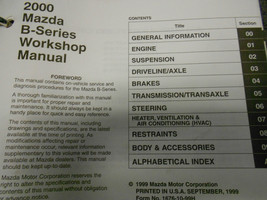 2000
Mazda
B-Series
Workshop
Manual
FOREWORD
This manual contains on-vehicle service and
diagnosis procedures for the Mazda B-Series.
A thorough familiarization with this manual
is important for proper repair and
maintenance. It should always be kept in a
handy place for quick and easy reference.
The contents of this manual, including
drawings and specifications, are the latest
available at the time of printing. As
modifications affecting repair or
maintenance occur, relevant information
supplementary to this volume will be made
available at Mazda dealers. This manual
should be kept up-to-date.
Mazda Motor Corporation reserves the
right to alter the specifications and
contents of this manual without obligation
CONTENTS
Title Section
GENERAL INFORMATION 00
ENGINE 01
SUSPENSION 02
DRIVELINE/AXLE 03
BRAKES 04
TRANSMISSION/TRANSAXLE 05
STEERING 06
HEATER, VENTILATION &
AIR CONDITIONING (HVAC) 07
RESTRAINTS 08
BODY & ACCESSORIES 09
ALPHABETICAL INDEX
© 1999 Mazda Motor Corporation
PRINTED IN U.S.A. SEPTEMBER, 1999
Form No.